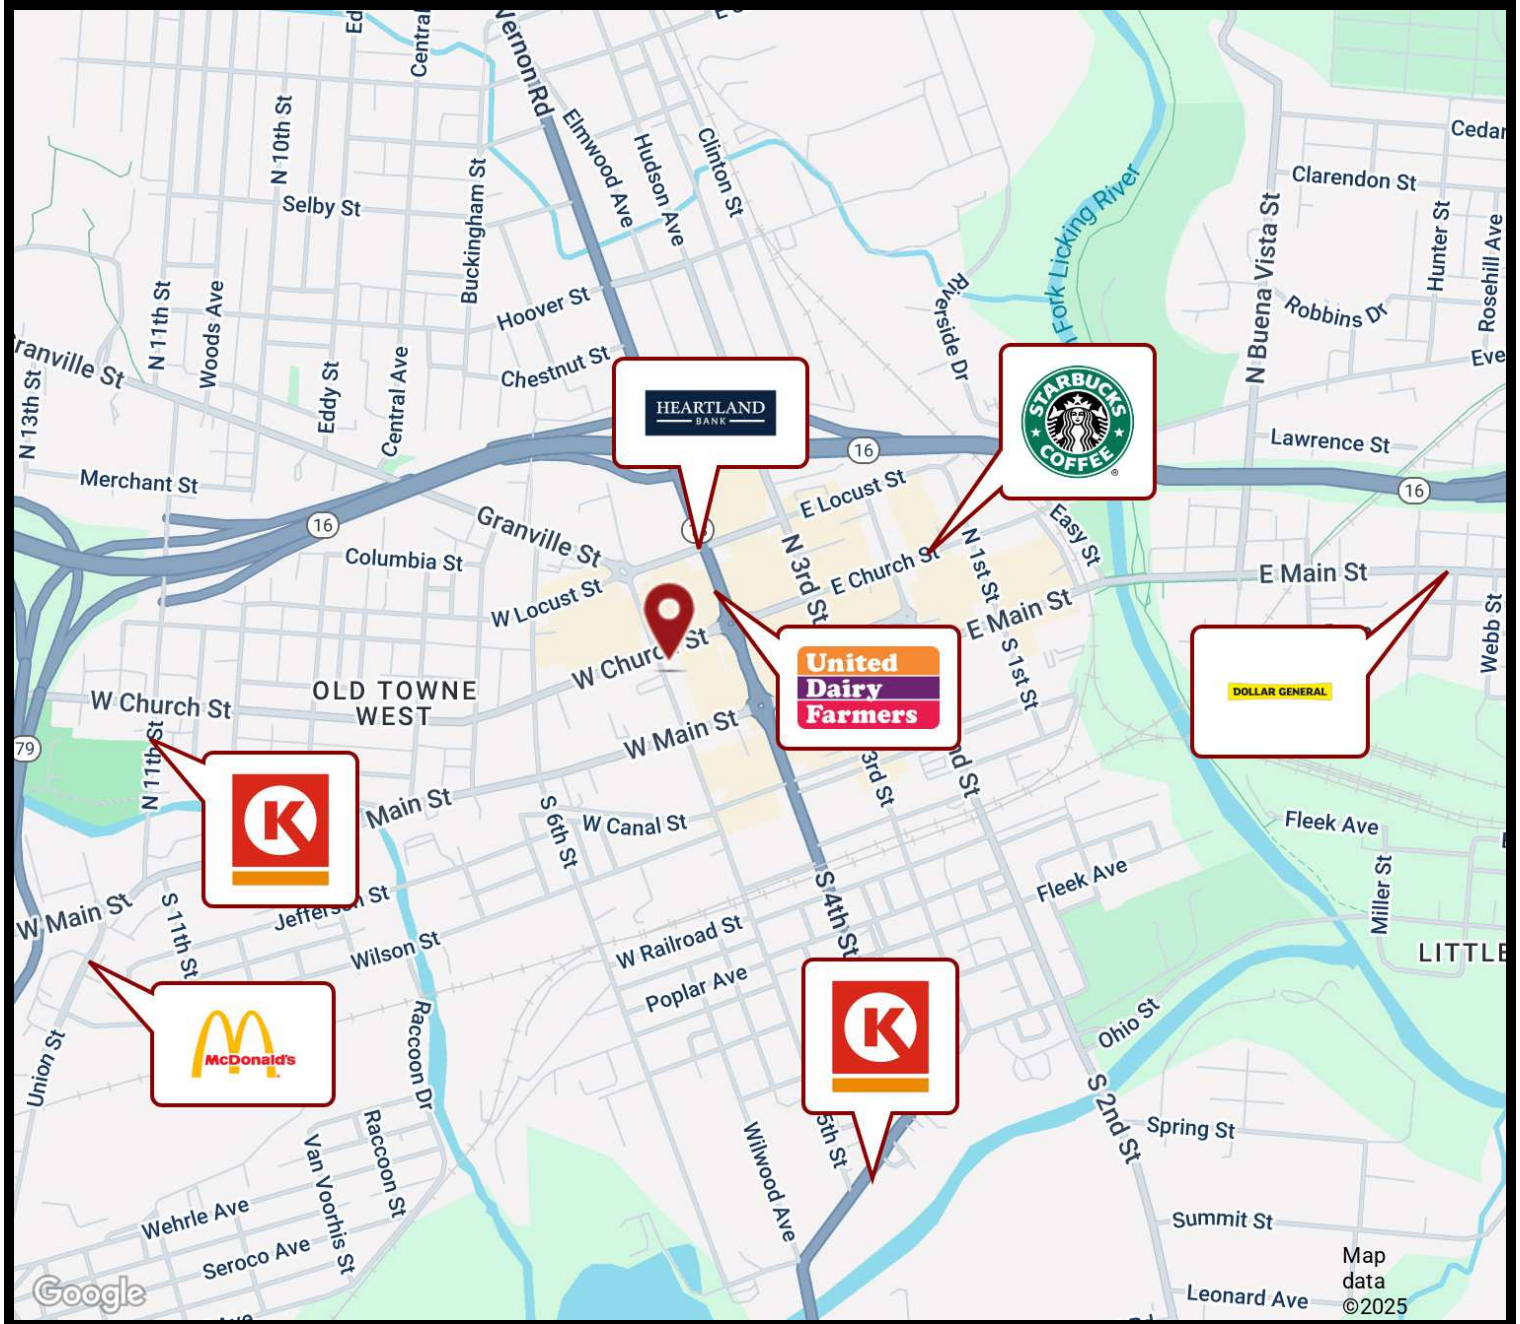 Central
Vernon Rd
N 10th St
Elmwood Ave
Hudson Ave
Clinton St
Cedar
Clarendon St
Selby St
Buckingham St
Fork Licking River
N Buena Vista St
Hunter St
Rosehill Ave
Hoover St
Riverside Dr
Robbins Dr
N 11th St
Woods Ave
ranville St
Chestnut St
Eve
N 13th St
Eddy St
Central Ave
HEARTLAND
BANK
STARBUCKS
COFFEE
®
Lawrence St
16
16
Merchant St
E Locust St
16
Granville St
Easy St
Columbia St
N 3rd St
N 1st St
E Church St
E Main St
W Locust St
E Main St
Webb St
W Church St
S 1st St
United
Dairy
Farmers
DOLLAR GENERAL
OLD TOWNE
WEST
W Church St
W Main St
79
N 11th St
3rd St
nd St
K
Main St
S 6th St
W Canal St
Fleek Ave
Miller St
Fleek Ave
S 4th St
W Main St
S 11th St
Jefferson St
Wilson St
W Railroad St
LITTLE
Poplar Ave
K
McDonald's
Raccoon Dr
Ohio St
Union St
S 2nd St
Spring St
5th St
Wilwood Ave
Raccoon St
Van Voorhis St
Wehrle Ave
Seroco Ave
Summit St
Leonard Ave
Google
Map
data
©2025